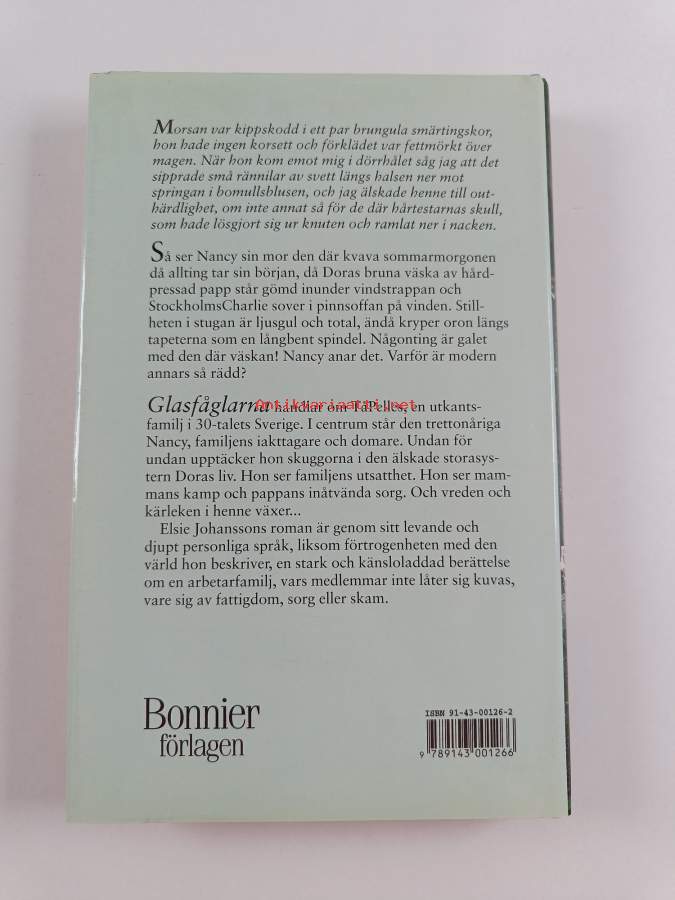 Morsan var kippskodd i ett par brungula smärtingskor,
hon hade ingen korsett och förklädet var fettmörkt över
magen. När hon kom emot mig i dörrhålet såg jag att det
sipprade små rännilar av svett längs halsen ner mot
springan i bomullsblusen, och jag älskade henne till out-
härdlighet, om inte annat så för de där hårtestarnas skull,
som hade lösgjort sig ur knuten och ramlat ner i nacken.
Så ser Nancy sin mor den där kvava sommarmorgonen
då allting tar sin början, då Doras bruna väska av hård-
pressad papp står gömd inunder vindstrappan och
StockholmsCharlie sover i pinnsoffan på vinden. Still-
heten i stugan är ljusgul och total, ändå kryper oron längs
tapeterna som en långbent spindel. Någonting är galet
med den där väskan! Nancy anar det. Varför är modern
annars så rädd?
Glasfåglarna handlar om TåPelles, en utkants-
familj i 30-talets Sverige. I centrum står den trettonåriga
Nancy, familjens iakttagare och domare. Undan för
undan upptäcker hon skuggorna i den älskade storasys-
tern Doras liv. Hon ser familjens utsatthet. Hon ser mam-
mans kamp och pappans inåtvända sorg. Och vreden och
kärleken i henne växer...
Elsie Johanssons roman är genom sitt levande och
djupt personliga språk, liksom förtrogenheten med den
värld hon beskriver, en stark och känsloladdad berättelse
om en arbetarfamilj, vars medlemmar inte låter sig kuvas,
vare sig av fattigdom, sorg eller skam.
Antikvariaatti.net
Bonnier
förlagen
ISBN 91-43-00126-2
9 789143 001266